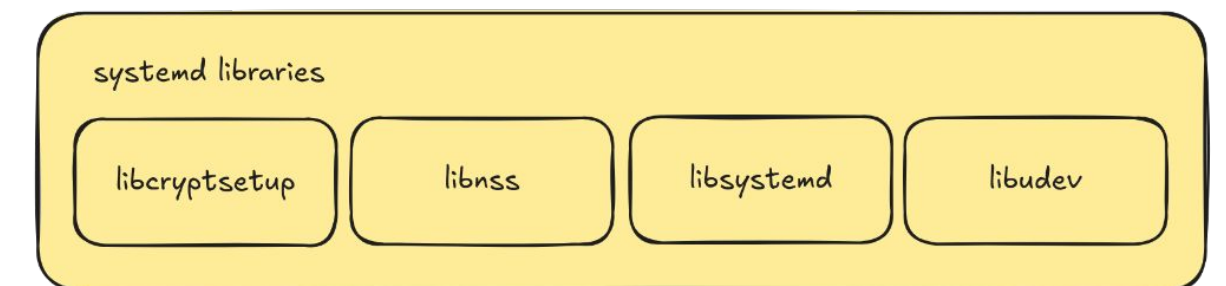 systemd libraries
libcryptsetup
libnss
libsystemd
libudev